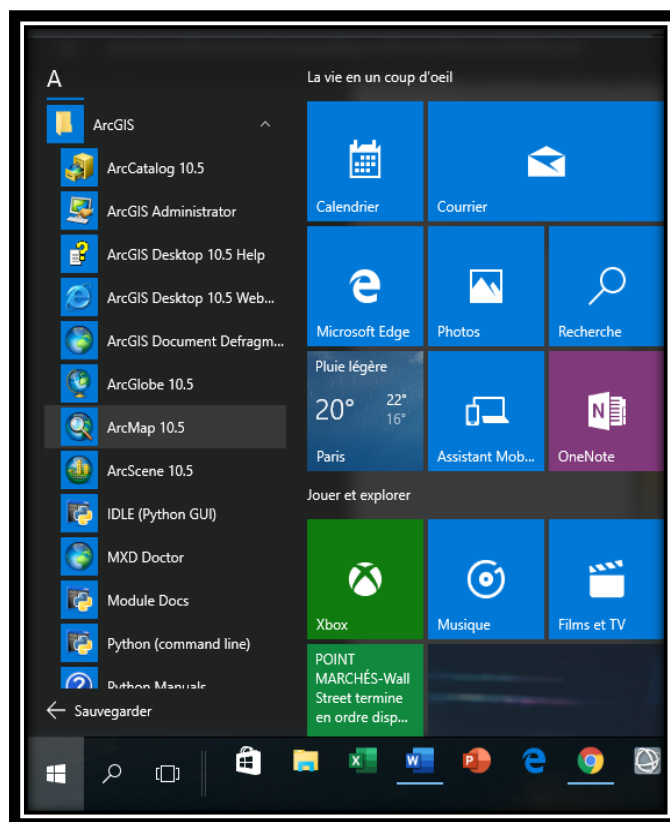 A
ArcGIS
ArcCatalog 10.5
ArcGIS Administrator
ArcGIS Desktop 10.5 Help
ArcGIS Desktop 10.5 Web...
ArcGIS Document Defragm...
ArcGlobe 10.5
ArcMap 10.5
ArcScene 10.5
IDLE (Python GUI)
MXD Doctor
Module Docs
Python (command line)
Python Manuals
Sauvegarder
La vie en un coup d'oeil
Calendrier
Courrier
Microsoft Edge
Photos
Recherche
Pluie légère
20° 22°
16°
Paris
Assistant Mob...
OneNote
Jouer et explorer
Xbox
Musique
Films et TV
POINT
MARCHÉS-Wall
Street termine
en ordre disp...